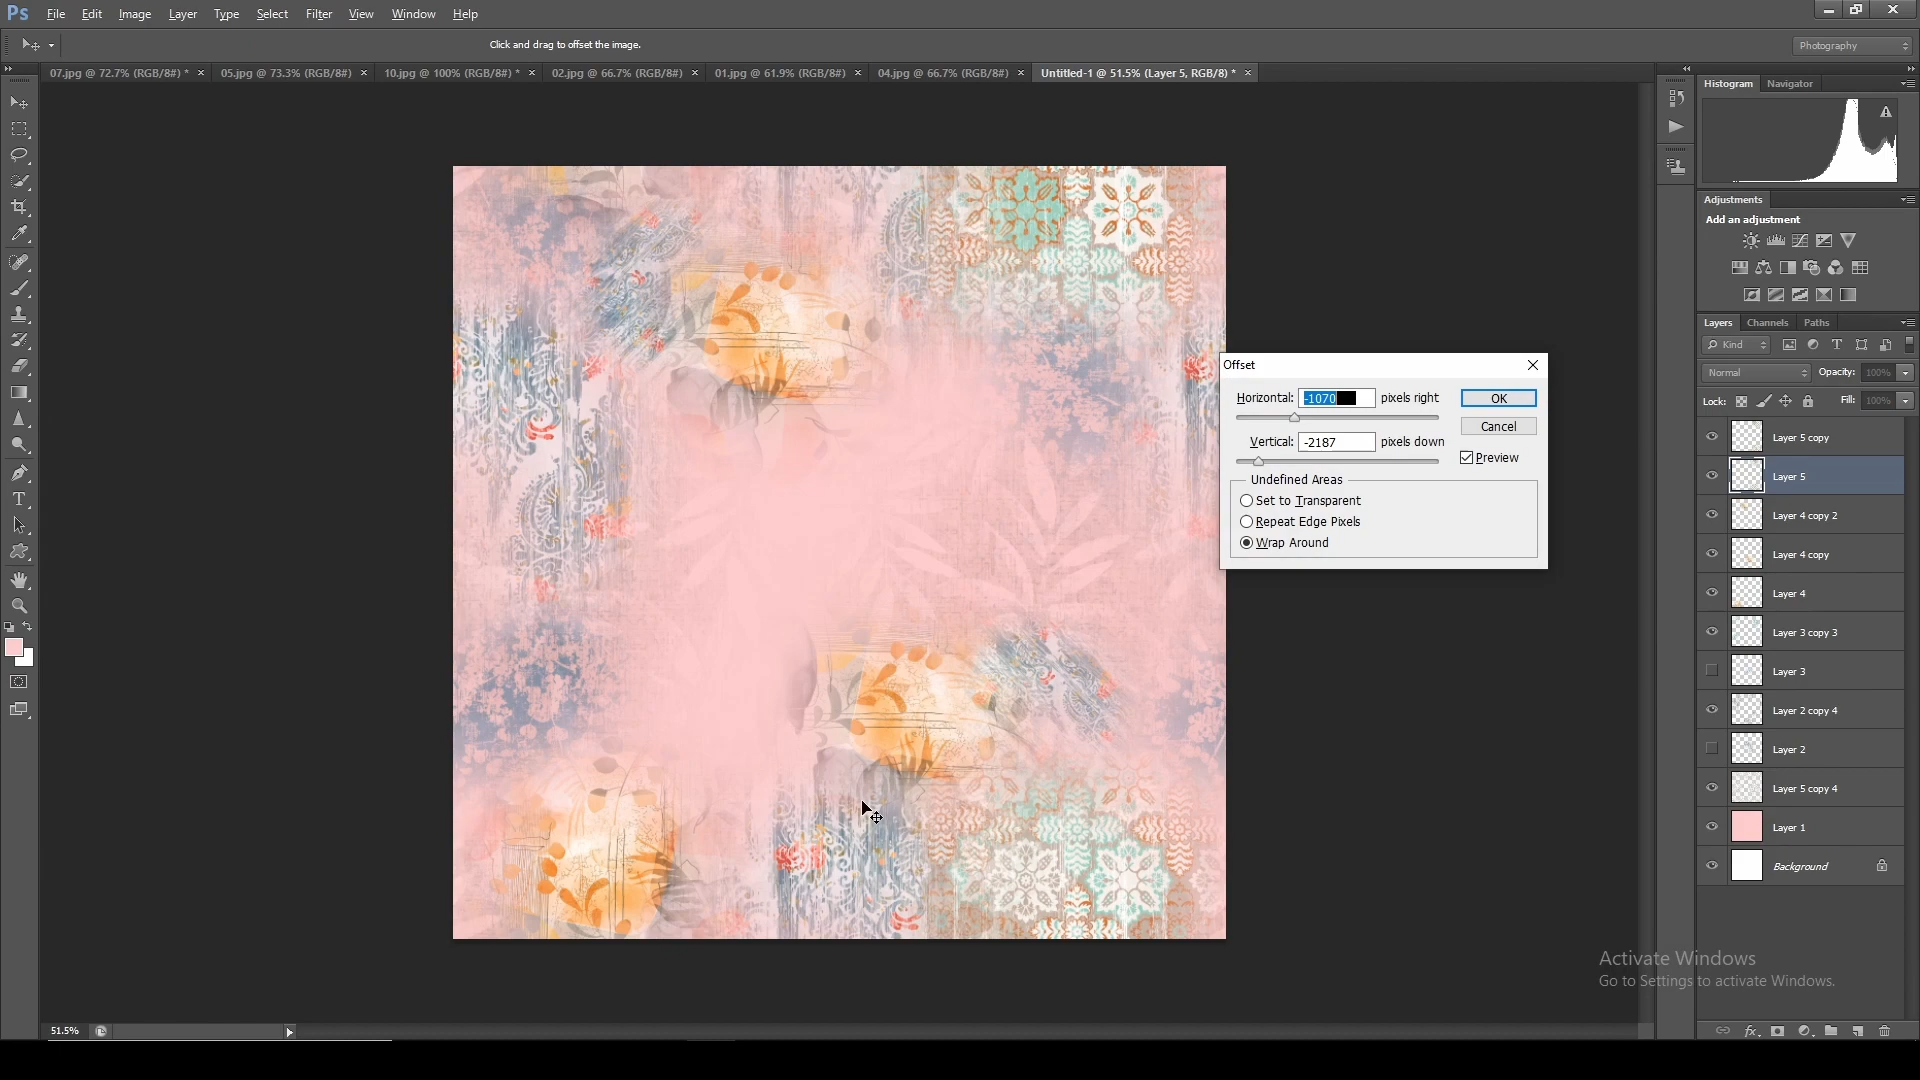 Ps File Edit Image Layer Type Select Filter View Window Help
Click and drag to offset the image.
Photography
07.jpg @ 72.7% (RGB/8#) * × 05.jpg @ 73.3% (RGB/8#) × 10.jpg @ 100% (RGB/8#) * × 02.jpg @ 66.7% (RGB/8#) × 01.jpg @ 61.9% (RGB/8#) × 04.jpg @ 66.7% (RGB/8#) × Untitled-1 @ 51.5% (Layer 5, RGB/8) * ×
Histogram Navigator
Adjustments
Add an adjustment
Layers Channels Paths
Kind
Normal Opacity: 100%
Lock: Fill: 100%
Layer 5 copy
Layer 5
Layer 4 copy 2
Layer 4 copy
Layer 4
Layer 3 copy 3
Layer 3
Layer 2 copy 4
Layer 2
Layer 5 copy 4
Layer 1
Background
Offset
Horizontal: -1070 pixels right OK
Cancel
Vertical: -2187 pixels down
Preview
Undefined Areas
Set to Transparent
Repeat Edge Pixels
Wrap Around
Activate Windows
Go to Settings to activate Windows.
51.5%